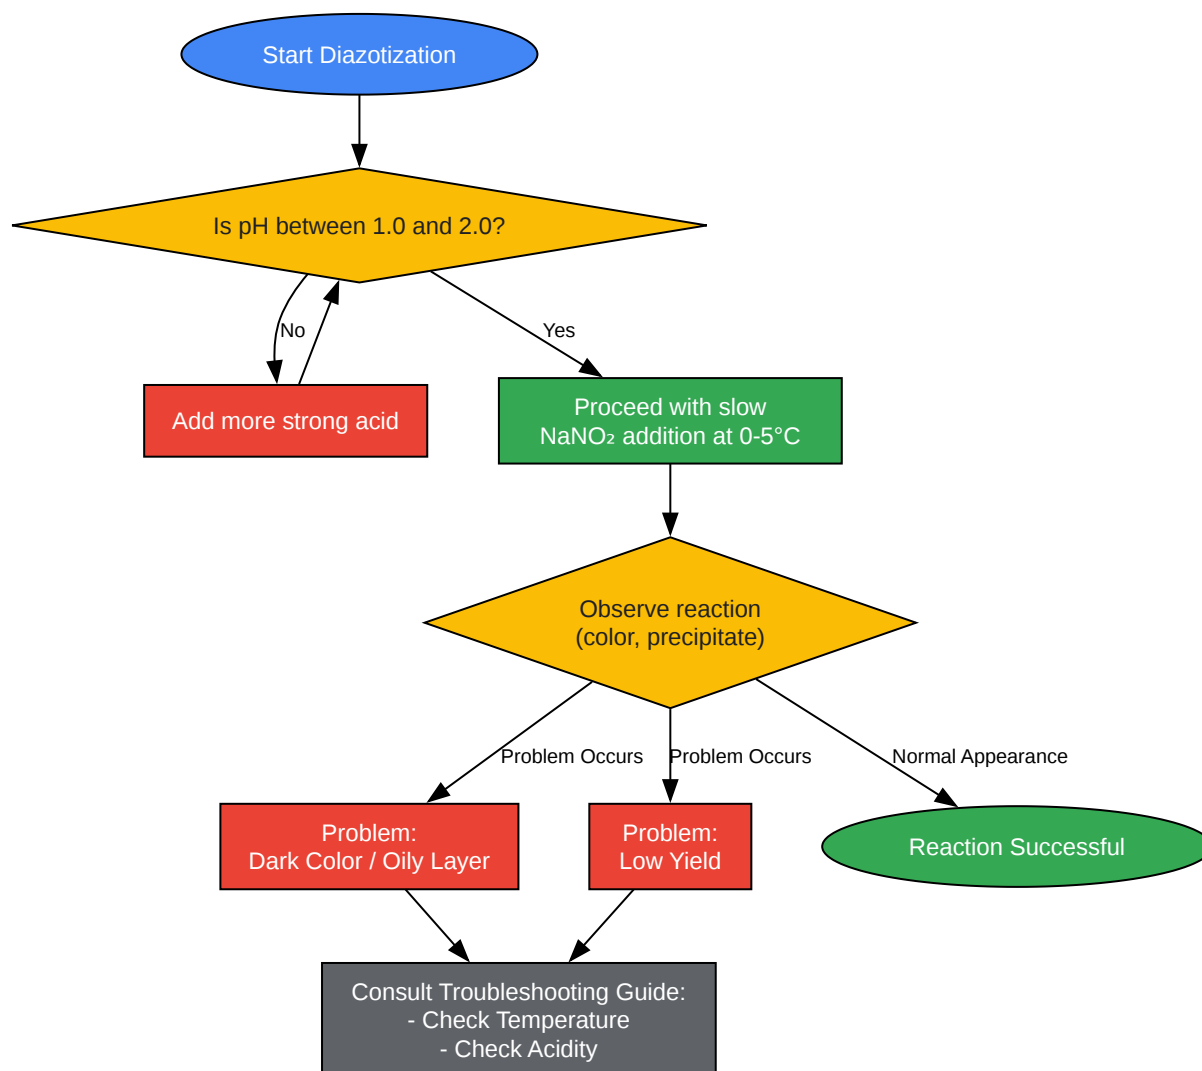 Start Diazotization
Is pH between 1.0 and 2.0?
No
Yes
Add more strong acid
Proceed with slow
NaNO₂ addition at 0-5°C
Observe reaction
(color, precipitate)
Problem Occurs
Problem Occurs
Normal Appearance
Problem:
Dark Color / Oily Layer
Problem:
Low Yield
Reaction Successful
Consult Troubleshooting Guide:
- Check Temperature
- Check Acidity